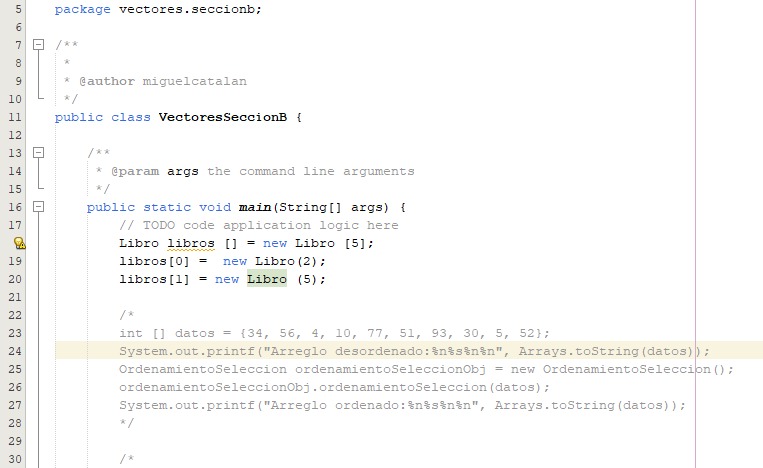 5 package vectores.seccionb;
6
7 /**
8 *
9 * @author miguelcatalan
10 */
11 public class VectoresSeccionB {
12
13 /**
14 * @param args the command line arguments
15 */
16 public static void main(String[] args) {
17 // TODO code application logic here
Libro libros [] = new Libro [5];
19 libros[0] =  new Libro(2);
20 libros[1] = new Libro (5);
21
22 /*
23 int [] datos = {34, 56, 4, 10, 77, 51, 93, 30, 5, 52};
24 System.out.printf("Arreglo desordenado:%n%s%n%n", Arrays.toString(datos));
25 OrdenamientoSeleccion ordenamientoSeleccionObj = new OrdenamientoSeleccion();
26 ordenamientoSeleccionObj.ordenamientoSeleccion(datos);
27 System.out.printf("Arreglo ordenado:%n%s%n%n", Arrays.toString(datos));
28 */
29
30 /*